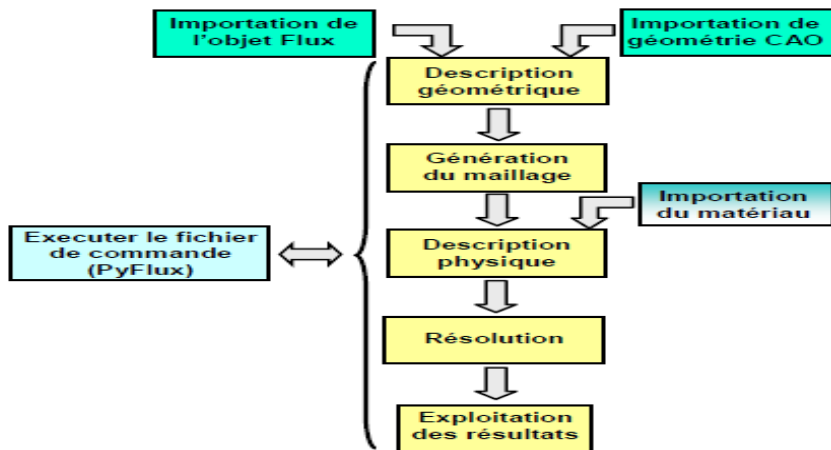 Importation de
l'objet Flux
Importation de
géométrie CAO
Description
géométrique
Génération
du maillage
Importation
du matériau
Executer le fichier
de commande
(PyFlux)
Description
physique
Résolution
Exploitation
des résultats